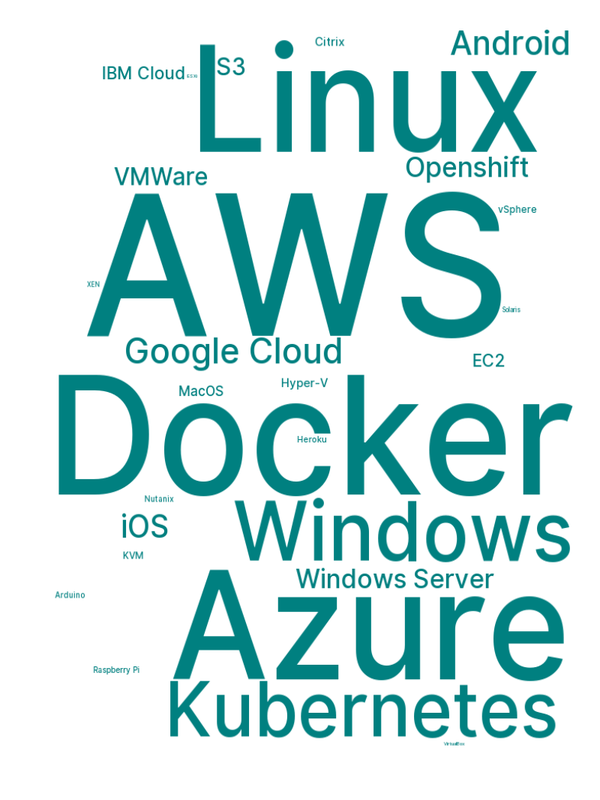 Citrix
Android
IBM Cloud
S3
Linux
Openshift
VMWare
AWS
vSphere
XEN
Solaris
Google Cloud
EC2
Docker
MacOS
Hyper-V
Heroku
Nutanix
iOS
Windows
KVM
Windows Server
Arduino
Azure
Raspberry Pi
Kubernetes
VirtualBox